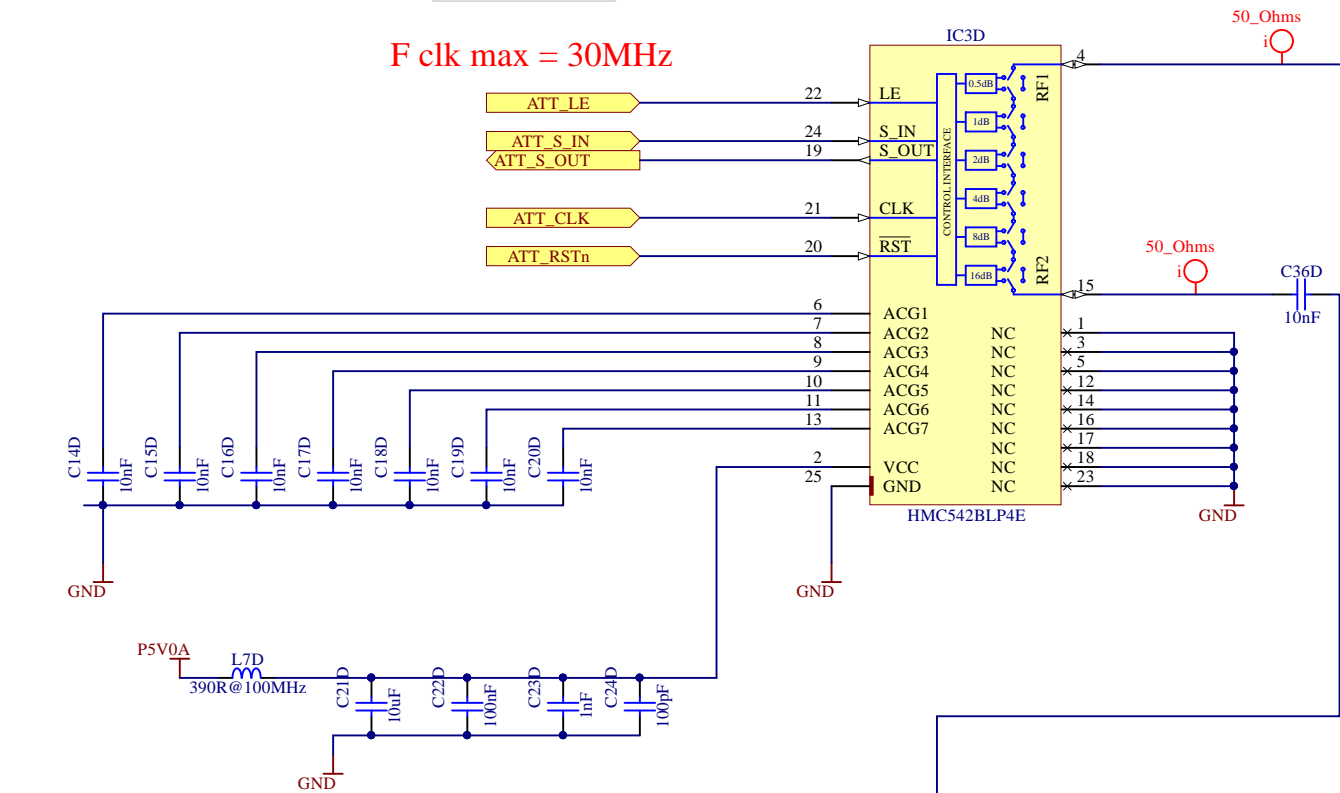 50_Ohms
i
F clk max = 30MHz
IC3D
4
RF1
0.5dB
ATT_LE
22
LE
1dB
ATT_S_IN
24
S_IN
ATT_S_OUT
19
S_OUT
2dB
CONTROL INTERFACE
4dB
ATT_CLK
21
CLK
8dB
ATT_RSTn
20
RST
16dB
RF2
50_Ohms
i
15
C36D
10nF
6
ACG1
7
ACG2
NC
1
8
ACG3
NC
3
9
ACG4
NC
5
10
ACG5
NC
12
11
ACG6
NC
14
13
ACG7
NC
16
NC
17
2
VCC
NC
18
25
GND
NC
23
HMC542BLP4E
GND
C14D
10nF
C15D
10nF
C16D
10nF
C17D
10nF
C18D
10nF
C19D
10nF
C20D
10nF
GND
GND
P5V0A
L7D
390R@100MHz
C21D
10uF
C22D
100nF
C23D
1nF
C24D
100pF
GND